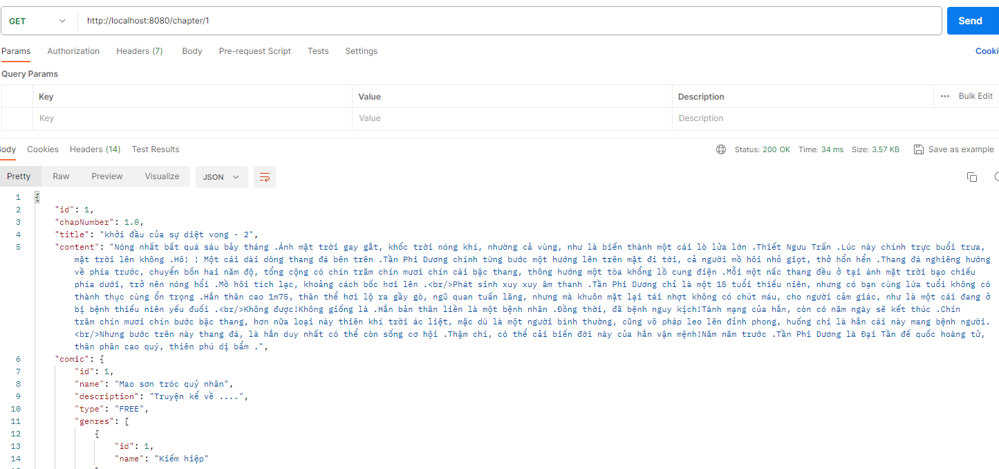 GET http://localhost:8080/chapter/1 Send
Params Authorization Headers (7) Body Pre-request Script Tests Settings Cooki
Query Params
Key Value Description ••• Bulk Edit
Key Value Description
Body Cookies Headers (14) Test Results Status: 200 OK Time: 34 ms Size: 3.57 KB Save as example
Pretty Raw Preview Visualize JSON
1 {
2 "id": 1,
3 "chapNumber": 1.0,
4 "title": "khởi đầu của sự diệt vong - 2",
5 "content": "Nóng nhất bất quá sáu bảy tháng .Ánh mặt trời gay gắt, khốc trời nóng khí, nhường cả vùng, như là biến thành một cái lò lửa lớn .Thiết Ngưu Trấn .Lúc này chính trực buổi trưa,
mặt trời lên không .Hô! ! Một cái dài dòng thang đá bên trên .Tần Phi Dương chính từng bước một hướng lên trên mặt đi tới, cả người mồ hôi nhỏ giọt, thở hổn hển .Thang đá nghiêng hướng
về phía trước, chuyển bốn hai năm độ, tổng cộng có chín trăm chín mươi chín cái bậc thang, thông hướng một tòa khổng lồ cung điện .Mỗi một nấc thang đều ở tại ánh mặt trời bạo chiếu
phía dưới, trở nên nóng hổi .Mồ hôi tích lạc, khoảng cách bốc hơi lên .<br/>Phát sinh xuy xuy âm thanh .Tần Phi Dương chỉ là một 15 tuổi thiếu niên, nhưng có bạn cùng lứa tuổi không có
thành thục cùng ổn trọng .Hắn thân cao 1m75, thân thể hơi lộ ra gầy gò, ngũ quan tuấn lãng, nhưng mà khuôn mặt lại tái nhợt không có chút máu, cho người cảm giác, như là một cái đang ở
bị bệnh thiếu niên yếu đuối .<br/>Không được!Không giống là .Hắn bản thân liền là một bệnh nhân .Đồng thời, đã bệnh nguy kịch!Tánh mạng của hắn, còn có năm ngày sẽ kết thúc .Chín
trăm chín mươi chín bước bậc thang, hơn nữa loại này thiên khí trời ác liệt, mặc dù là một người bình thường, cũng vô pháp leo lên đỉnh phong, huống chi là hắn cái này mang bệnh người.
<br/>Nhưng bước trên này thang đá, là hắn duy nhất có thể còn sống cơ hội .Thậm chí, có thể cải biến đời này của hắn vận mệnh!Năm năm trước .Tần Phi Dương là Đại Tần đế quốc hoàng tử,
thân phân cao quý, thiên phú dị bẩm .",
6 "comic": {
7 "id": 1,
8 "name": "Mao sơn tróc quỷ nhân",
9 "description": "Truyện kể về ....",
10 "type": "FREE",
11 "genres": [
12 {
13 "id": 1,
14 "name": "Kiếm hiệp"